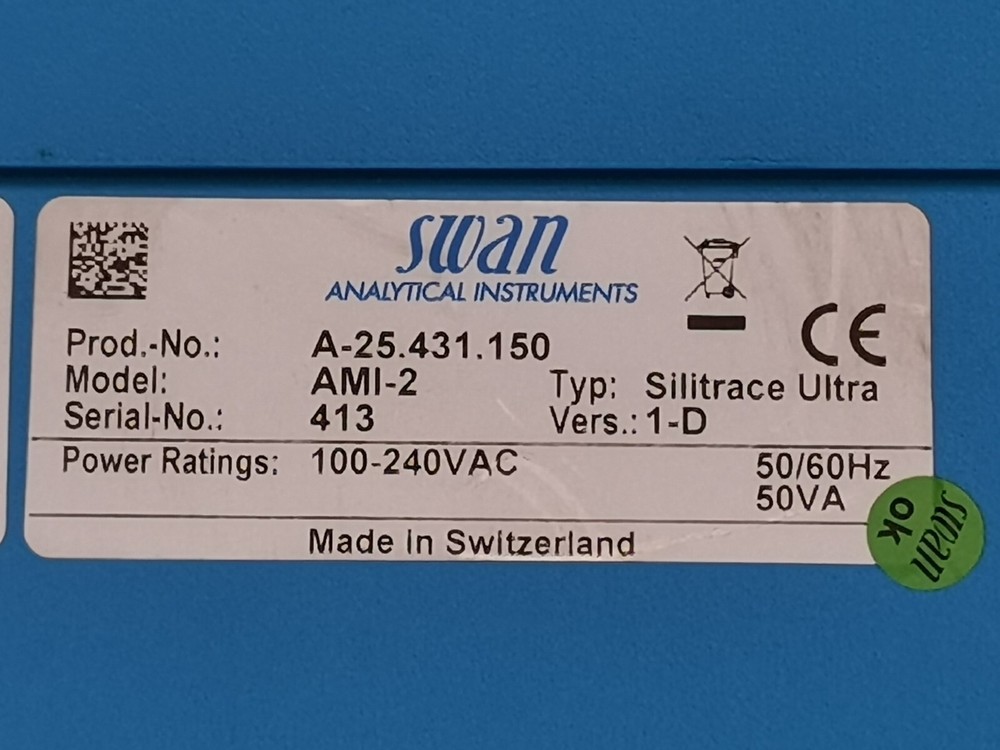 swan
ANALYTICAL INSTRUMENTS
Prod.-No.: A-25.431.150
Model: AMI-2 Typ: Silitrace Ultra
Serial-No.: 413 Vers.: 1-D
Power Ratings: 100-240VAC 50/60Hz
50VA
Made in Switzerland
swan
ok
CE